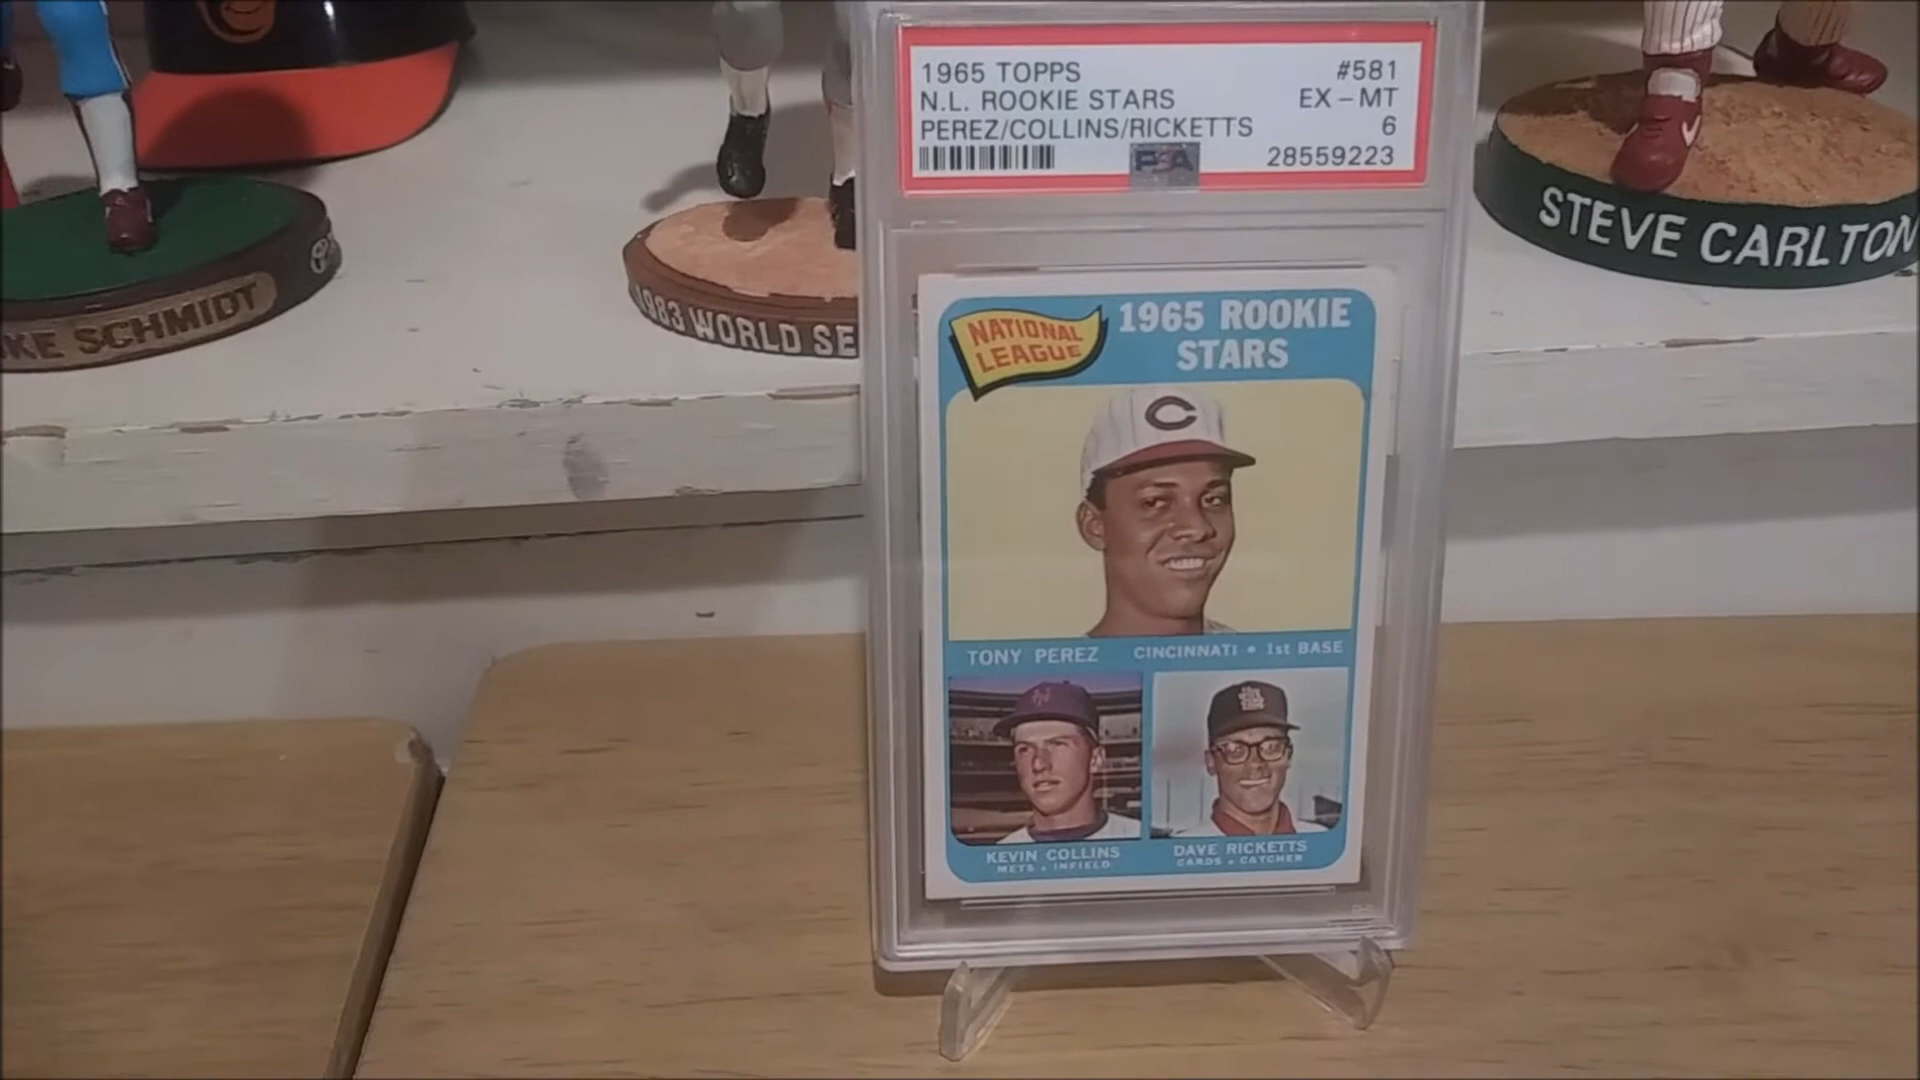 1965 TOPPS #581
N.L. ROOKIE STARS EX-MT
PEREZ/COLLINS/RICKETTS 6
PSA 28559223
KE SCHMIDT
1983 WORLD SE
STEVE CARLTON
NATIONAL
LEAGUE
1965 ROOKIE
STARS
C
TONY PEREZ CINCINNATI • 1st BASE
NY
KEVIN COLLINS
METS • INFIELD
DAVE RICKETTS
CARDS • CATCHER